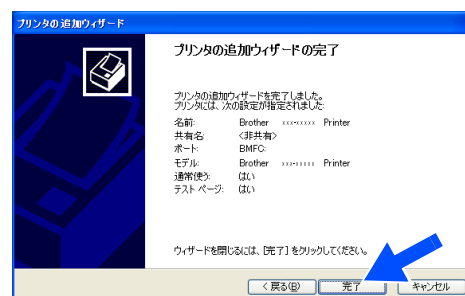 プリンタの追加ウィザード
プリンタの追加ウィザードの完了
プリンタの追加ウィザードを完了しました。
プリンタには、次の設定が指定されました:
名前: Brother xxx-xxxxx Printer
共有名: <非共有>
ポート: BMFC:
モデル: Brother xxx-xxxxx Printer
通常使う: はい
テスト ページ: はい
ウィザードを閉じるには、[完了] をクリックしてください。
< 戻る(B)
完了
キャンセル